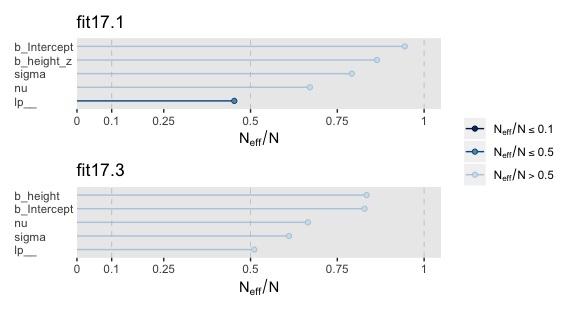 fit17.1
b_Intercept
b_height_z
sigma
nu
lp__
0 0.1 0.25 0.5 0.75 1
Neff/N
fit17.3
b_height
b_Intercept
nu
sigma
lp__
0 0.1 0.25 0.5 0.75 1
Neff/N
Neff/N ≤ 0.1
Neff/N ≤ 0.5
Neff/N > 0.5